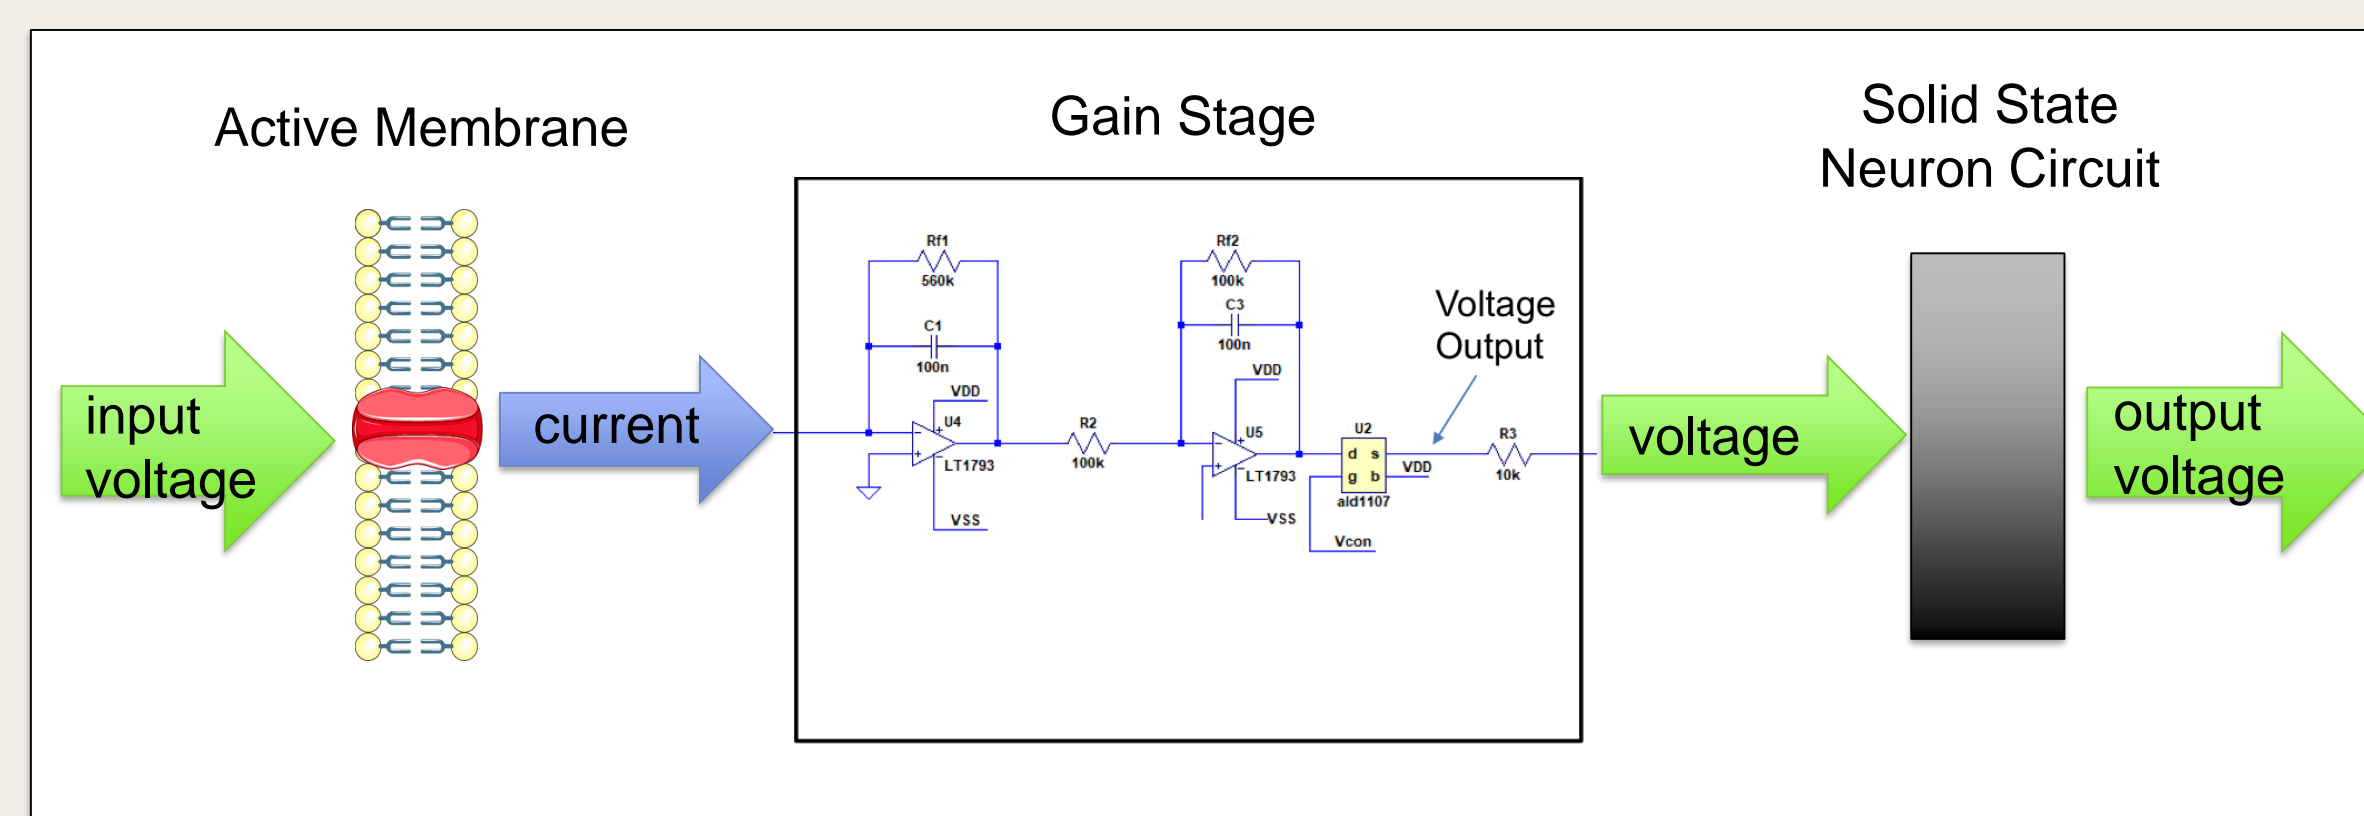 Active Membrane
Gain Stage
Solid State
Neuron Circuit
input
voltage
current
Rf1
560k
C1
100n
VDD
U4
+
−
+
−
LT1793
VSS
R2
100k
Rf2
100k
C3
100n
VDD
U5
+
−
+
−
LT1793
VSS
U2
d s
g b
ald1107
VDD
Vcon
Voltage
Output
R3
10k
voltage
output
voltage